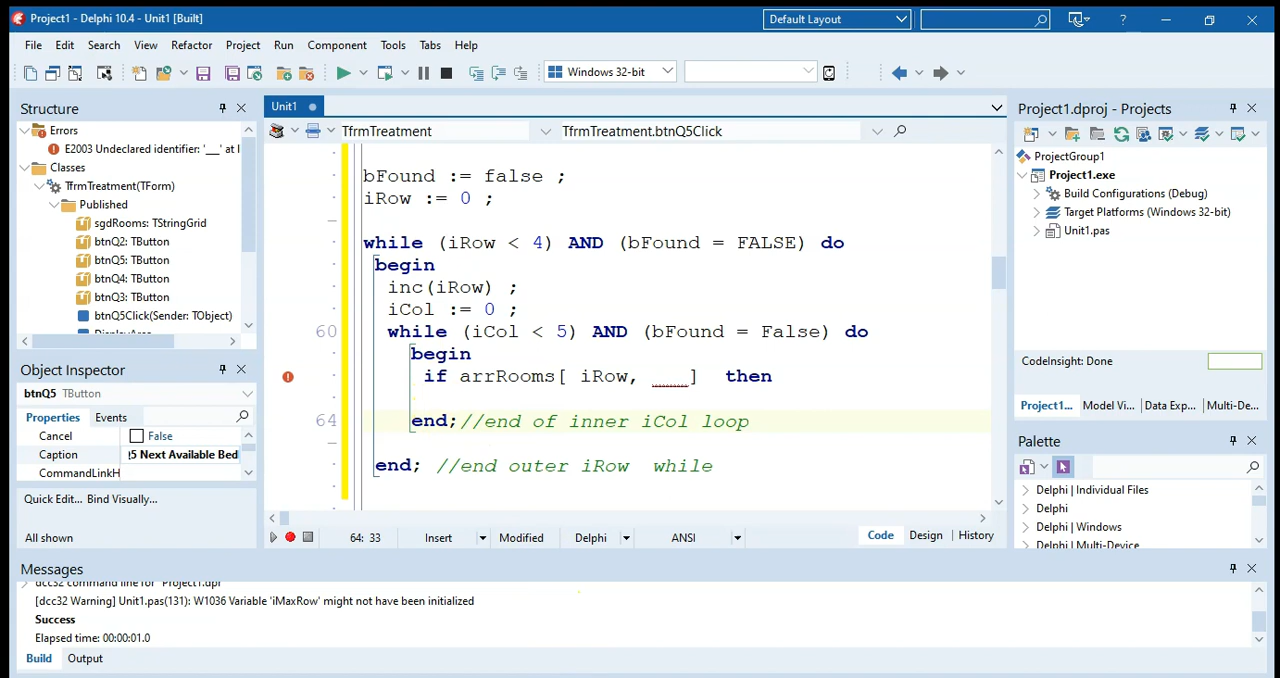 Project1 - Delphi 10.4 - Unit1 [Built]
Default Layout
?
File Edit Search View Refactor Project Run Component Tools Tabs Help
Windows 32-bit
Structure
Errors
E2003 Undeclared identifier: '___' at l
Classes
TfrmTreatment(TForm)
Published
sgdRooms: TStringGrid
btnQ2: TButton
btnQ5: TButton
btnQ4: TButton
btnQ3: TButton
btnQ5Click(Sender: TObject)
Object Inspector
btnQ5 TButton
Properties Events
Cancel False
Caption 5 Next Available Bed
CommandLinkH
Quick Edit... Bind Visually...
All shown
Unit1
TfrmTreatment TfrmTreatment.btnQ5Click
bFound := false ;
iRow := 0 ;
while (iRow < 4) AND (bFound = FALSE) do
begin
inc(iRow) ;
iCol := 0 ;
60 while (iCol < 5) AND (bFound = False) do
begin
if arrRooms[ iRow, ___] then
64 end;//end of inner iCol loop
end; //end outer iRow while
64: 33 Insert Modified Delphi ANSI Code Design History
Project1.dproj - Projects
ProjectGroup1
Project1.exe
Build Configurations (Debug)
Target Platforms (Windows 32-bit)
Unit1.pas
CodeInsight: Done
Project1... Model Vi... Data Exp... Multi-De...
Palette
Delphi | Individual Files
Delphi
Delphi | Windows
Delphi | Multi-Device
Messages
dcc32 command line for "Project1.dpr"
[dcc32 Warning] Unit1.pas(131): W1036 Variable 'iMaxRow' might not have been initialized
Success
Elapsed time: 00:00:01.0
Build Output